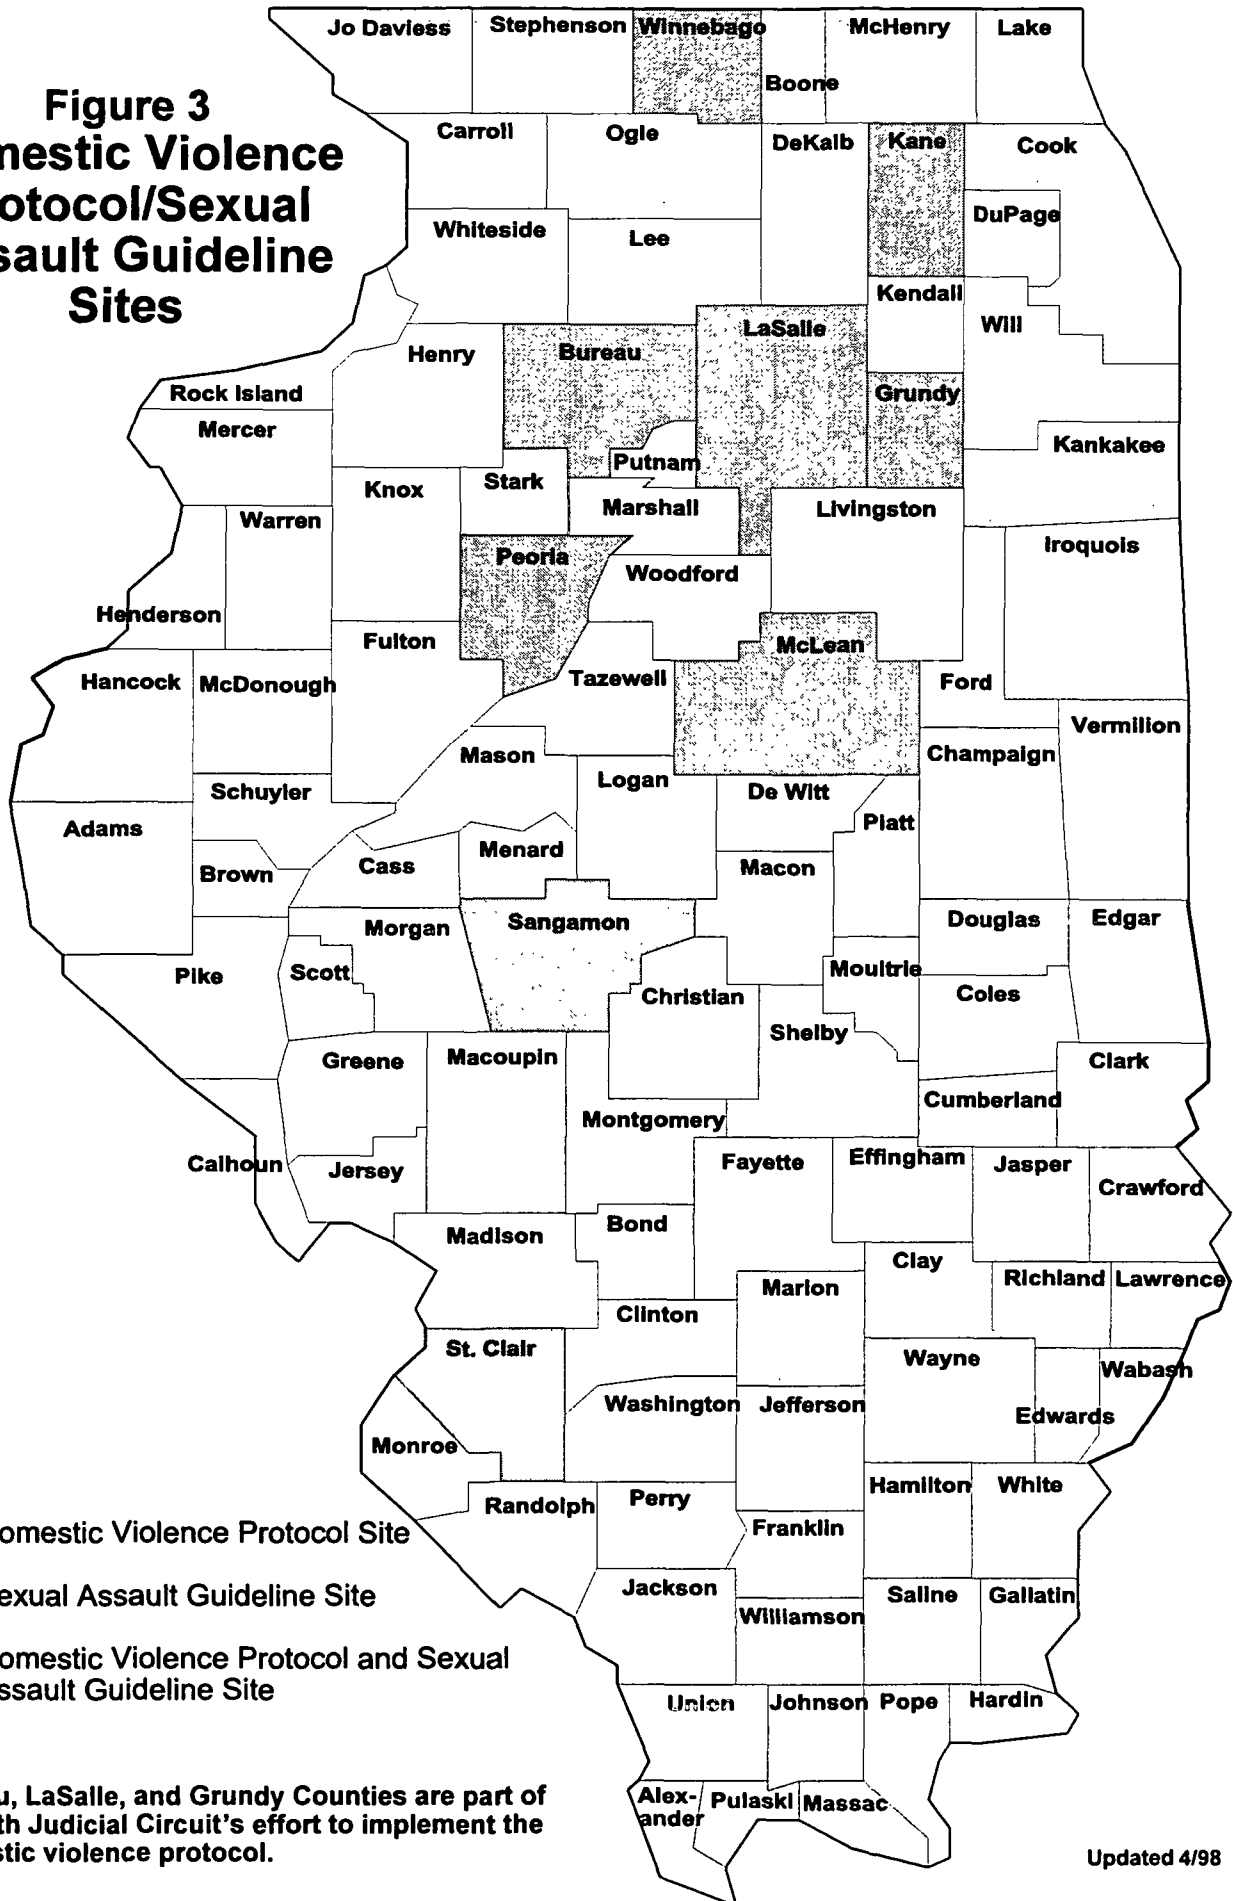 Jo Daviess Stephenson Winnebago McHenry Lake
Boone
Figure 3
mestic Violence
otocol/Sexual
sault Guideline
Sites
Carroll Ogle DeKalb Kane Cook
DuPage
Whiteside Lee
Kendall
LaSalle Will
Henry Bureau
Rock Island Grundy
Mercer Kankakee
Putnam
Knox Stark
Marshall Livingston
Warren
Iroquois
Peoria Woodford
Henderson
Fulton McLean
Hancock McDonough Tazewell Ford
Vermilion
Mason Champaign
Logan
Schuyler De Witt
Adams Piatt
Menard
Cass Macon
Brown
Sangamon Douglas Edgar
Morgan
Pike Scott Moultrie
Christian Coles
Shelby
Greene Macoupin Clark
Cumberland
Montgomery
Calhoun Jersey Fayette Effingham Jasper
Crawford
Madison Bond
Clay
Marion Richland Lawrence
Clinton
St. Clair Wayne
Wabash
Washington Jefferson
Edwards
Monroe
Hamilton White
Randolph Perry
Franklin
omestic Violence Protocol Site
exual Assault Guideline Site
omestic Violence Protocol and Sexual
ssault Guideline Site
Jackson Saline Gallatin
Williamson
Union Johnson Pope Hardin
Alex-
ander
Pulaski Massac
u, LaSalle, and Grundy Counties are part of
th Judicial Circuit's effort to implement the
stic violence protocol.
Updated 4/98